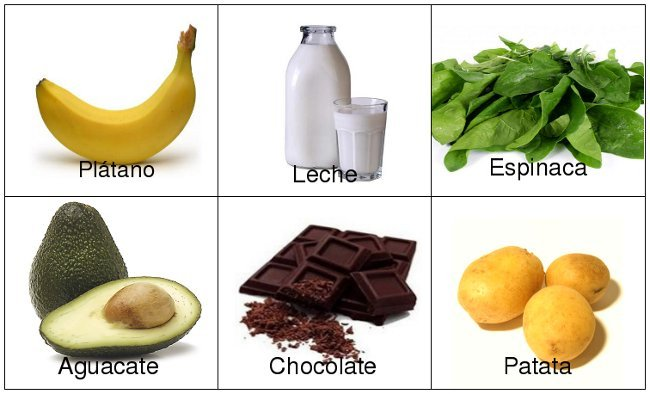 Plátano
Leche
Espinaca
Aguacate
Chocolate
Patata